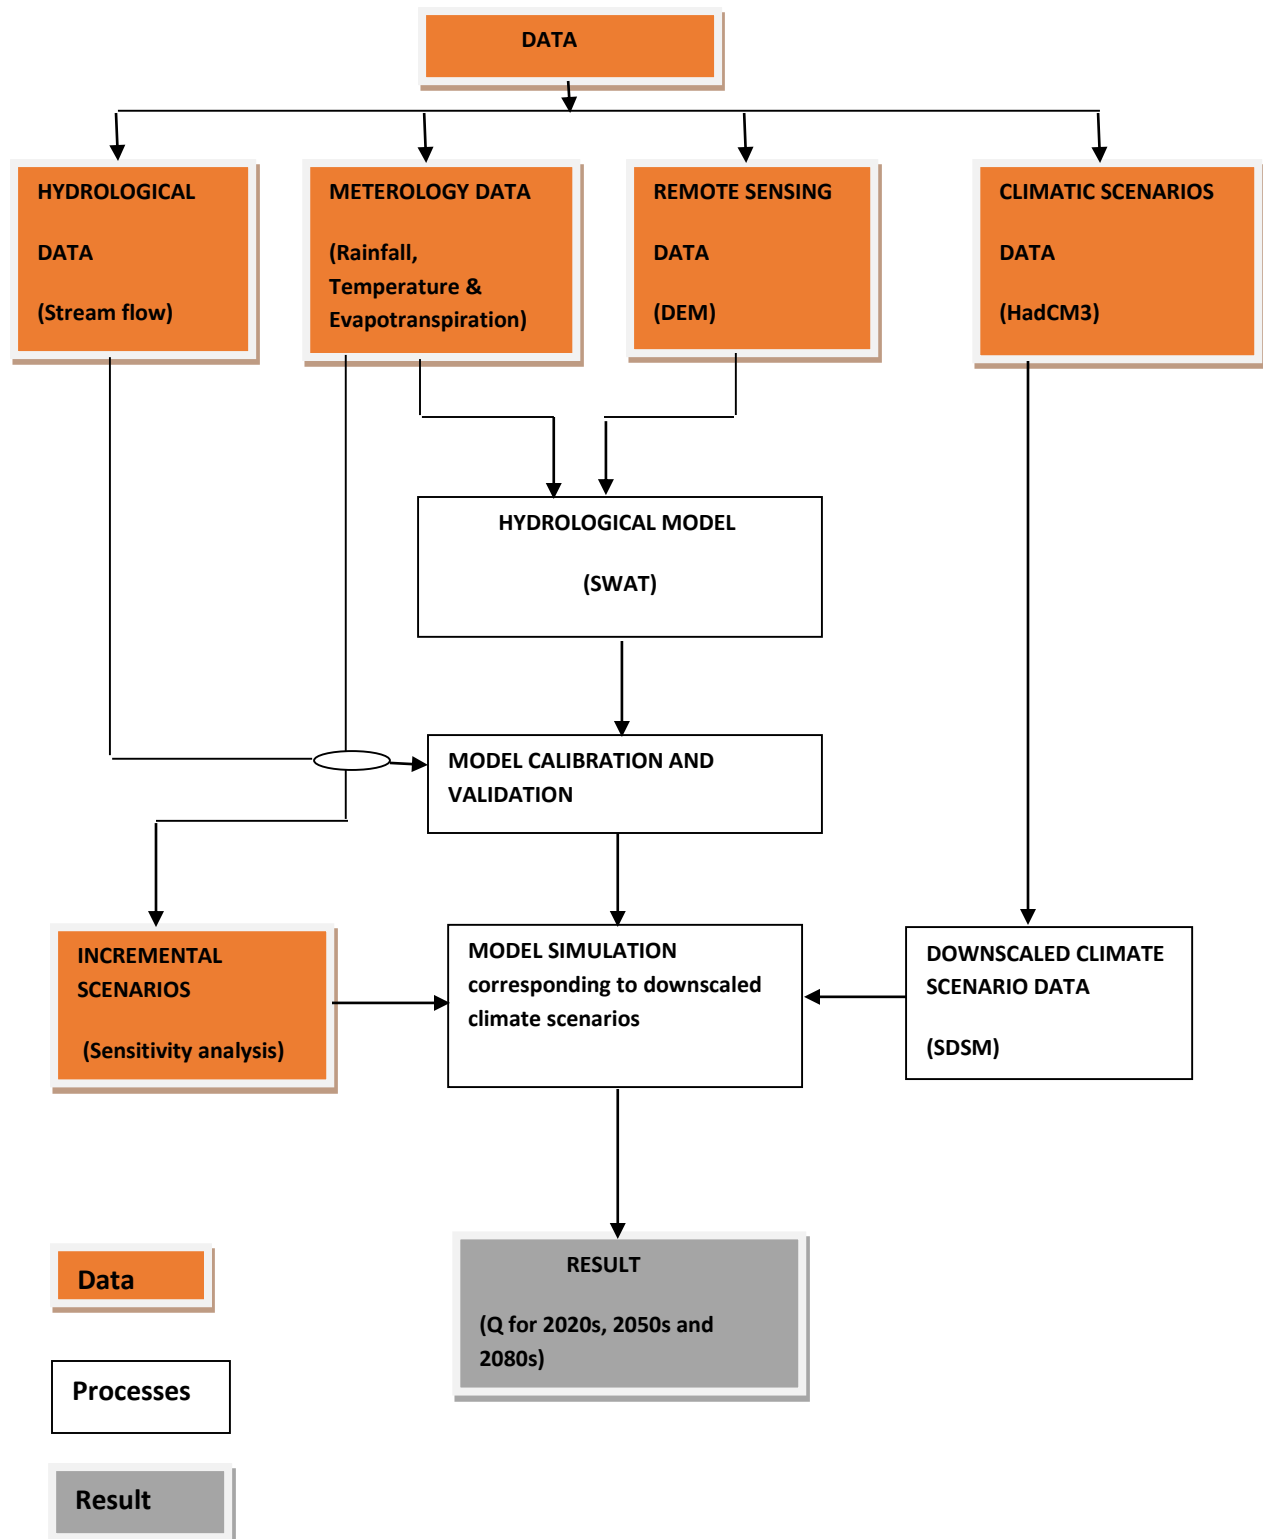 DATA
HYDROLOGICAL
DATA
(Stream flow)
METEROLOGY DATA
(Rainfall,
Temperature &
Evapotranspiration)
REMOTE SENSING
DATA
(DEM)
CLIMATIC SCENARIOS
DATA
(HadCM3)
HYDROLOGICAL MODEL
(SWAT)
MODEL CALIBRATION AND
VALIDATION
INCREMENTAL
SCENARIOS
(Sensitivity analysis)
MODEL SIMULATION
corresponding to downscaled
climate scenarios
DOWNSCALED CLIMATE
SCENARIO DATA
(SDSM)
RESULT
(Q for 2020s, 2050s and
2080s)
Data
Processes
Result